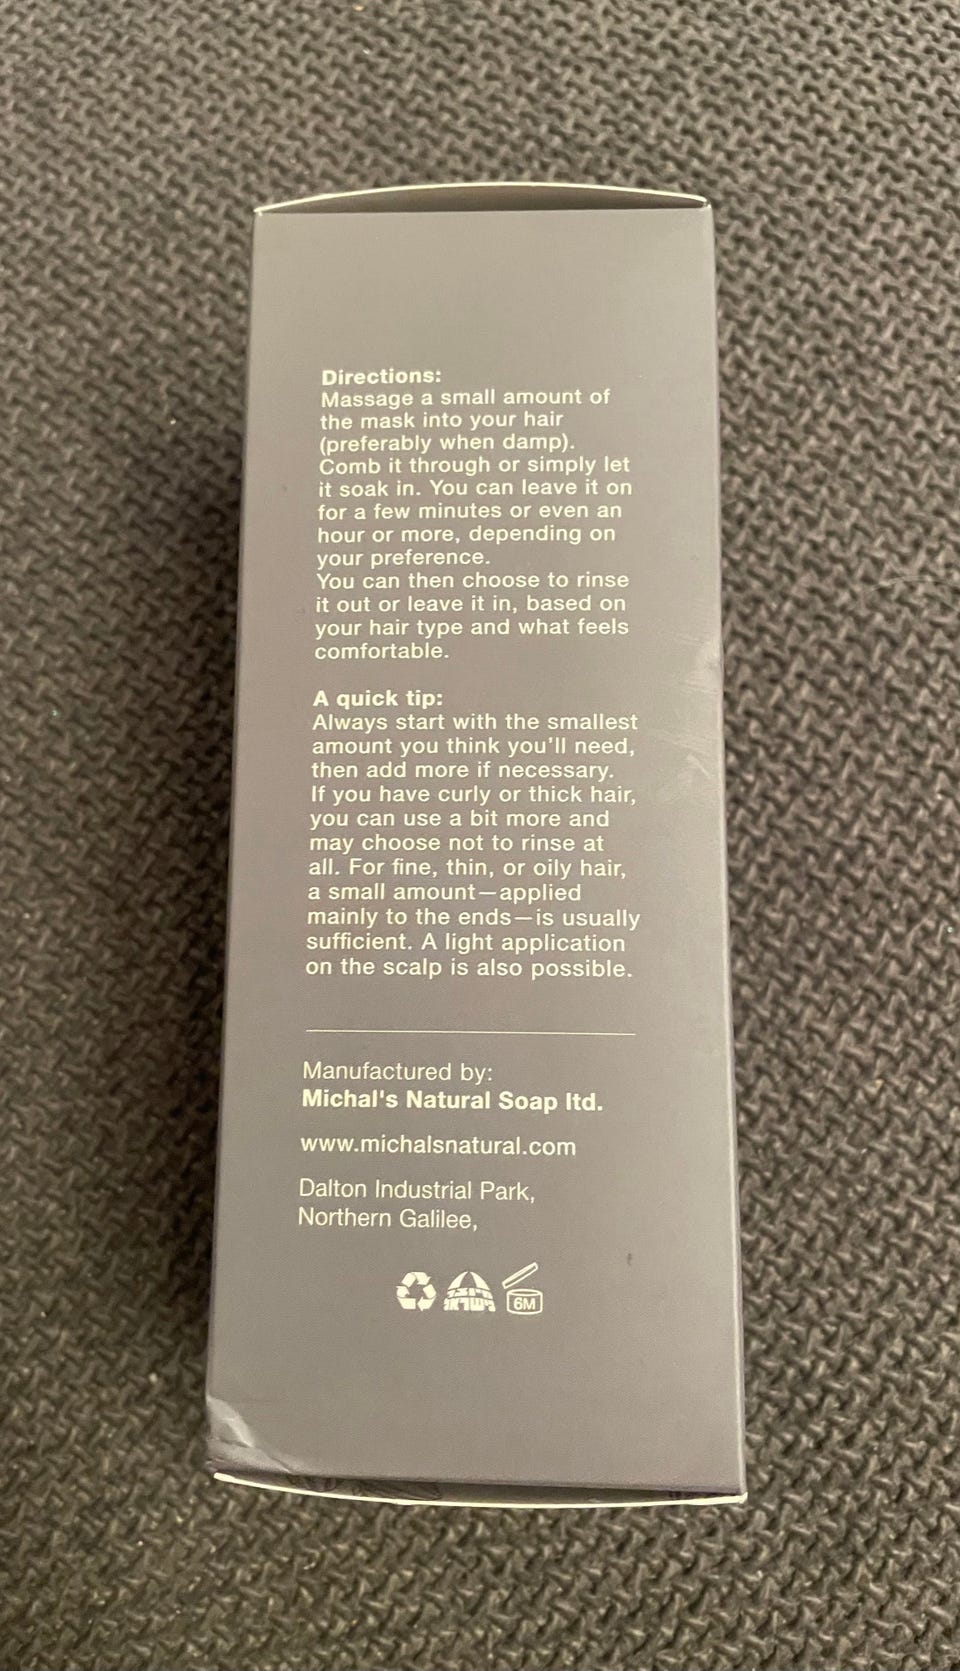 Directions:
Massage a small amount of
the mask into your hair
(preferably when damp).
Comb it through or simply let
it soak in. You can leave it on
for a few minutes or even an
hour or more, depending on
your preference.
You can then choose to rinse
it out or leave it in, based on
your hair type and what feels
comfortable.
A quick tip:
Always start with the smallest
amount you think you'll need,
then add more if necessary.
If you have curly or thick hair,
you can use a bit more and
may choose not to rinse at
all. For fine, thin, or oily hair,
a small amount—applied
mainly to the ends—is usually
sufficient. A light application
on the scalp is also possible.
Manufactured by:
Michal's Natural Soap ltd.
www.michalsnatural.com
Dalton Industrial Park,
Northern Galilee,
6M